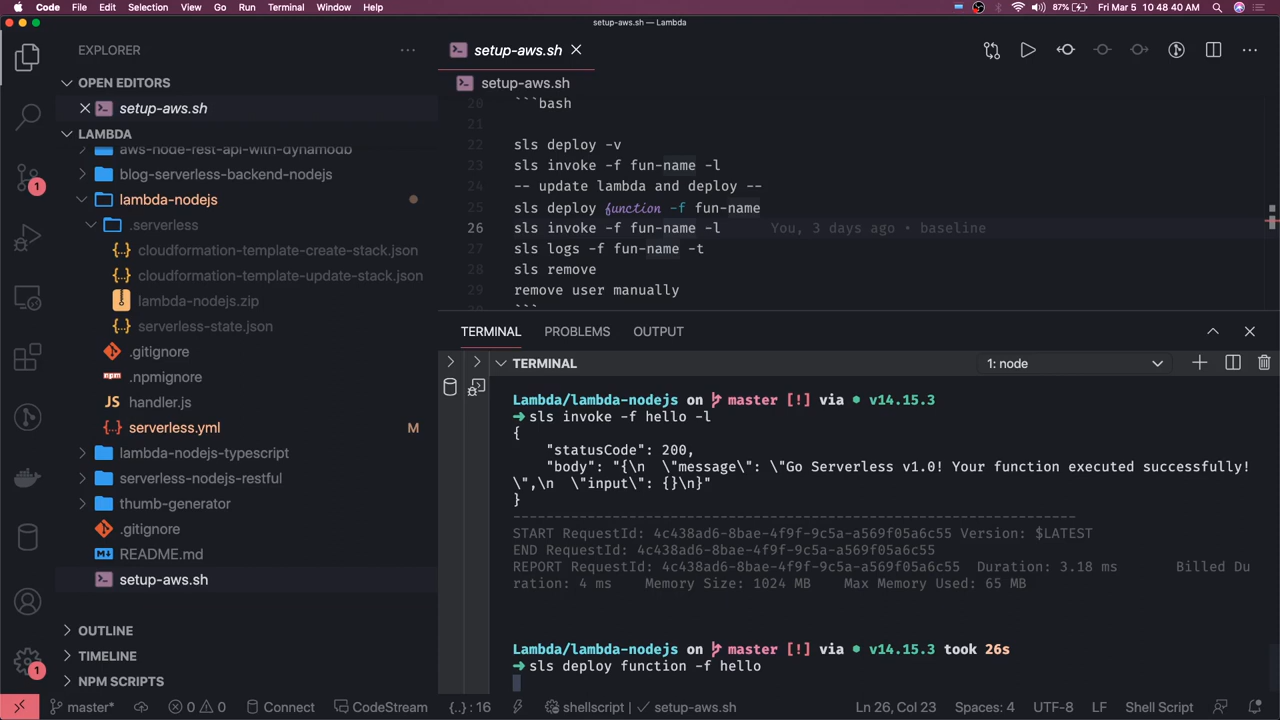 Code File Edit Selection View Go Run Terminal Window Help 87% Fri Mar 5 10:48:40 AM
setup-aws.sh — Lambda
EXPLORER
OPEN EDITORS
setup-aws.sh
LAMBDA
aws-node-rest-api-with-dynamodb
blog-serverless-backend-nodejs
lambda-nodejs
.serverless
cloudformation-template-create-stack.json
cloudformation-template-update-stack.json
lambda-nodejs.zip
serverless-state.json
.gitignore
npm .npmignore
JS handler.js
serverless.yml M
lambda-nodejs-typescript
serverless-nodejs-restful
thumb-generator
.gitignore
README.md
setup-aws.sh
OUTLINE
TIMELINE
NPM SCRIPTS
1
1
setup-aws.sh
setup-aws.sh
20 ```bash
21
22 sls deploy -v
23 sls invoke -f fun-name -l
24 -- update lambda and deploy --
25 sls deploy function -f fun-name
26 sls invoke -f fun-name -l You, 3 days ago • baseline
27 sls logs -f fun-name -t
28 sls remove
29 remove user manually
```
TERMINAL PROBLEMS OUTPUT
TERMINAL 1: node
Lambda/lambda-nodejs on master [!] via v14.15.3
➜ sls invoke -f hello -l
{
"statusCode": 200,
"body": "{\n \"message\": \"Go Serverless v1.0! Your function executed successfully!
\",\n \"input\": {}\n}"
}
--------------------------------------------------------------------
START RequestId: 4c438ad6-8bae-4f9f-9c5a-a569f05a6c55 Version: $LATEST
END RequestId: 4c438ad6-8bae-4f9f-9c5a-a569f05a6c55
REPORT RequestId: 4c438ad6-8bae-4f9f-9c5a-a569f05a6c55 Duration: 3.18 ms Billed Du
ration: 4 ms Memory Size: 1024 MB Max Memory Used: 65 MB
Lambda/lambda-nodejs on master [!] via v14.15.3 took 26s
➜ sls deploy function -f hello
master* 0 0 Connect CodeStream {..} : 16 shellscript setup-aws.sh Ln 26, Col 23 Spaces: 4 UTF-8 LF Shell Script